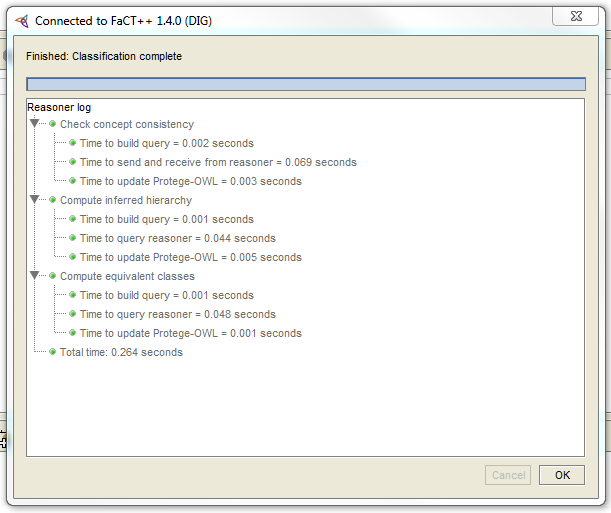 Connected to FaCT++ 1.4.0 (DIG)
Finished: Classification complete
Reasoner log
Check concept consistency
Time to build query = 0.002 seconds
Time to send and receive from reasoner = 0.069 seconds
Time to update Protege-OWL = 0.003 seconds
Compute inferred hierarchy
Time to build query = 0.001 seconds
Time to query reasoner = 0.044 seconds
Time to update Protege-OWL = 0.005 seconds
Compute equivalent classes
Time to build query = 0.001 seconds
Time to query reasoner = 0.048 seconds
Time to update Protege-OWL = 0.001 seconds
Total time: 0.264 seconds
Cancel OK